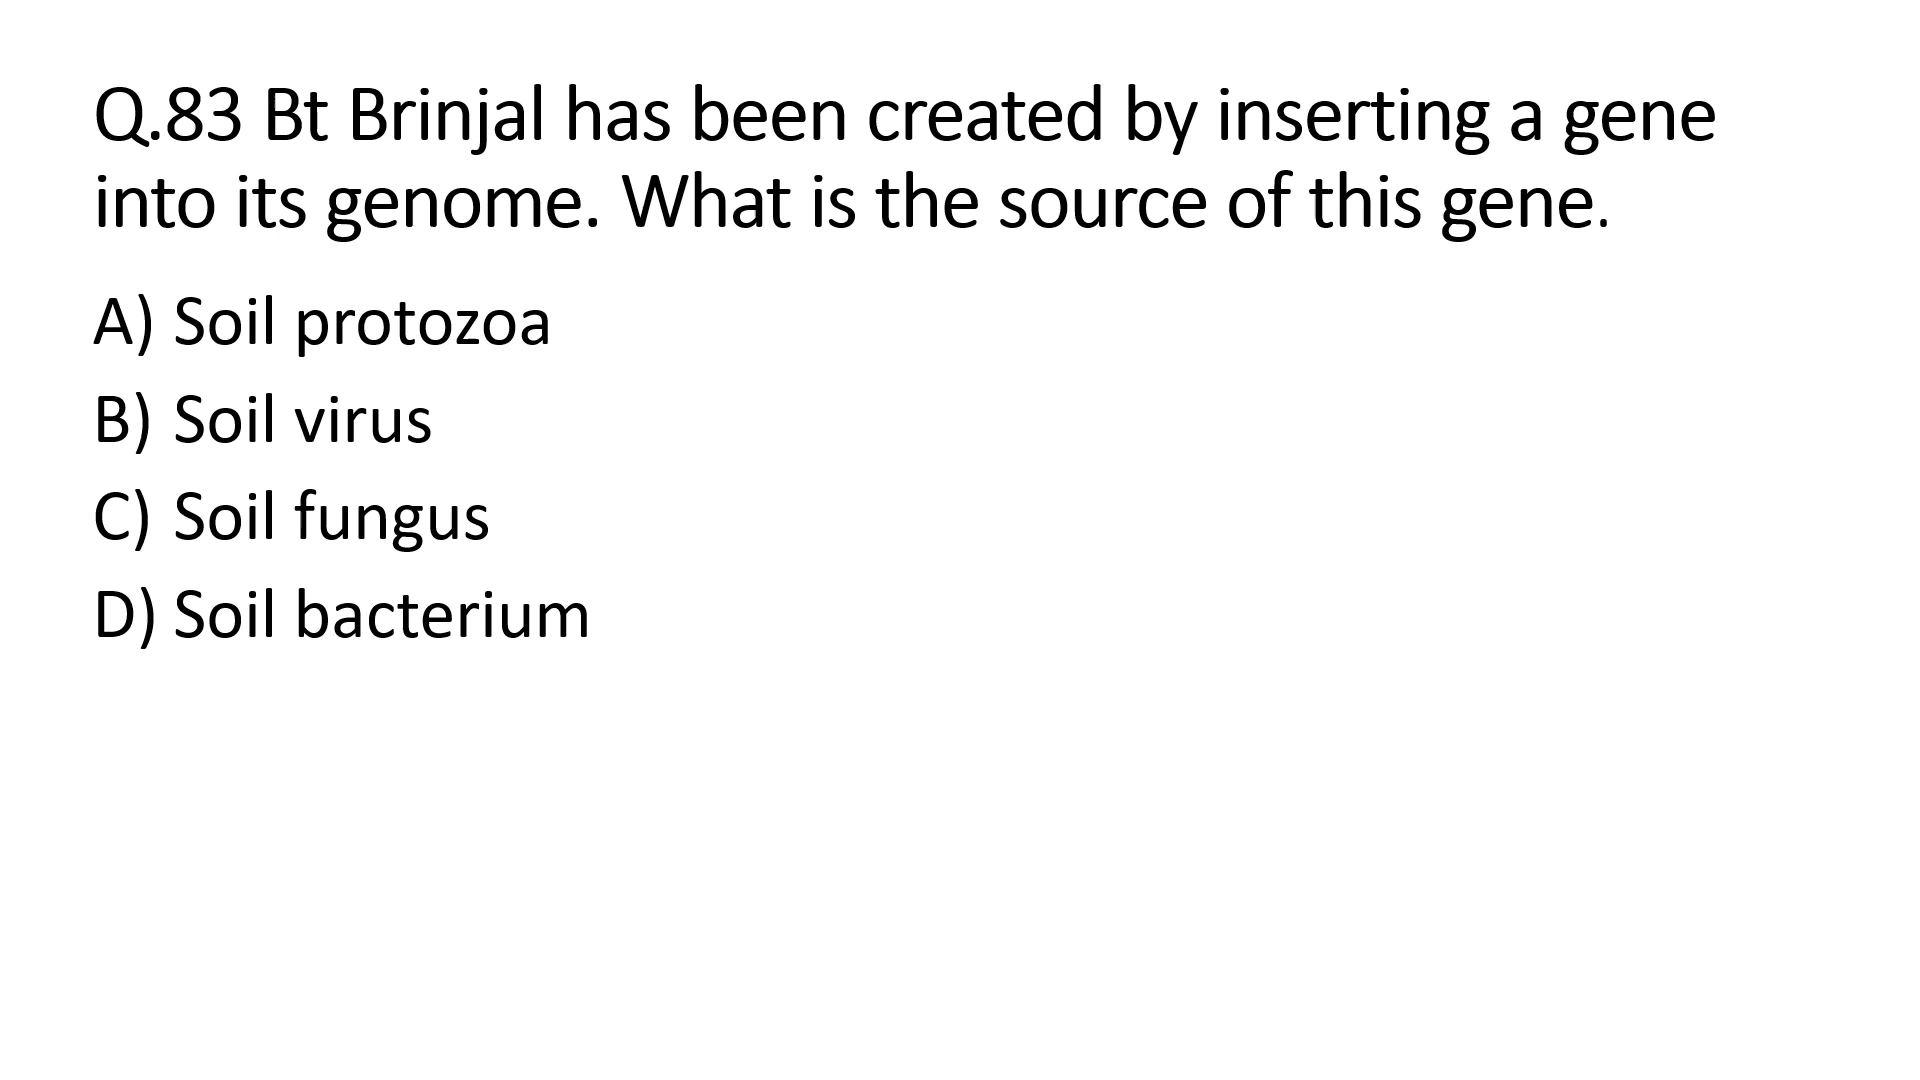 Q.83 Bt Brinjal has been created by inserting a gene
into its genome. What is the source of this gene.
A) Soil protozoa
B) Soil virus
C) Soil fungus
D) Soil bacterium